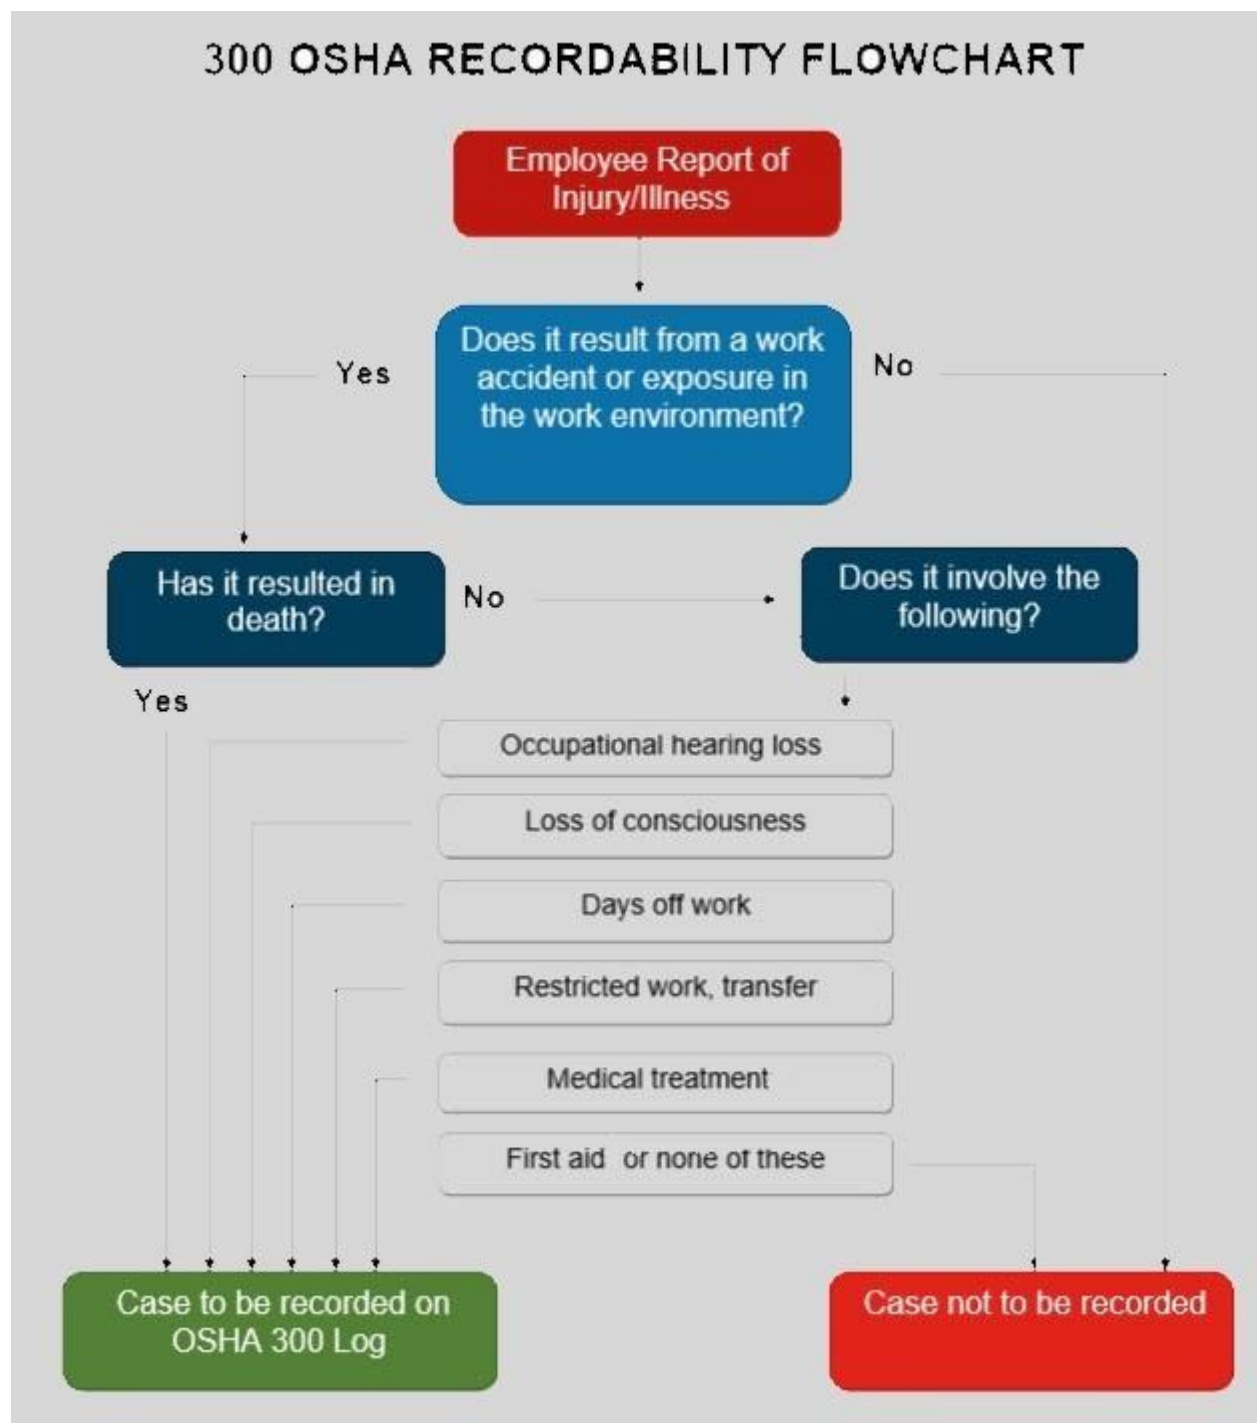 300 OSHA RECORDABILITY FLOWCHART
Employee Report of
Injury/Illness
Does it result from a work
accident or exposure in
the work environment?
Yes
No
Has it resulted in
death?
No
Does it involve the
following?
Yes
Occupational hearing loss
Loss of consciousness
Days off work
Restricted work, transfer
Medical treatment
First aid or none of these
Case to be recorded on
OSHA 300 Log
Case not to be recorded